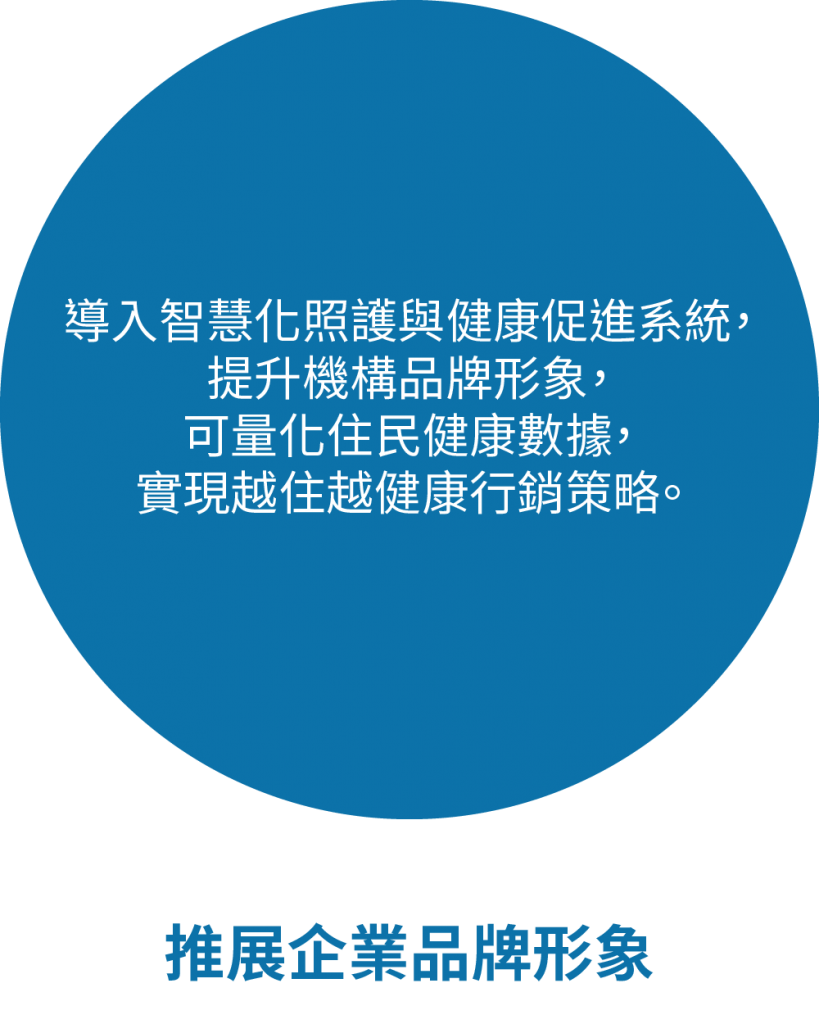 導入智慧化照護與健康促進系統，
提升機構品牌形象，
可量化住民健康數據，
實現越住越健康行銷策略。
推展企業品牌形象